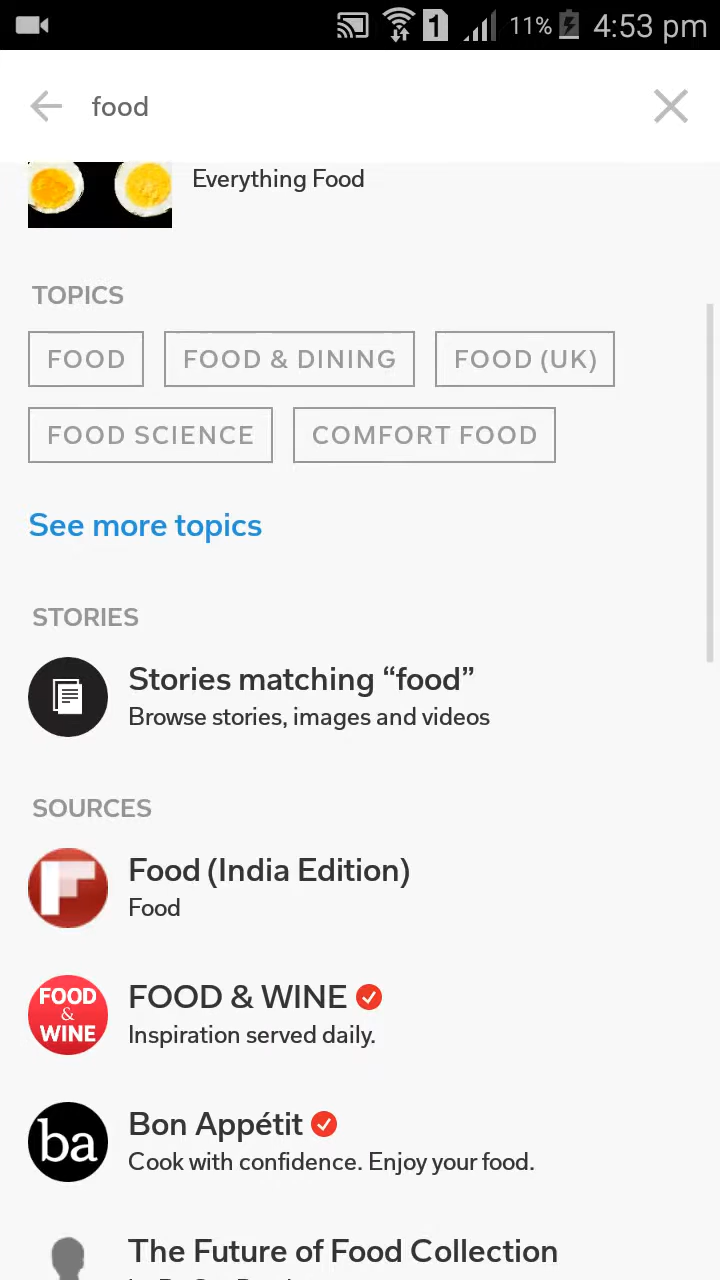 1 11% 4:53 pm
food
Everything Food
TOPICS
FOOD FOOD & DINING FOOD (UK)
FOOD SCIENCE COMFORT FOOD
See more topics
STORIES
Stories matching “food”
Browse stories, images and videos
SOURCES
Food (India Edition)
Food
FOOD & WINE
FOOD & WINE
Inspiration served daily.
ba
Bon Appétit
Cook with confidence. Enjoy your food.
The Future of Food Collection